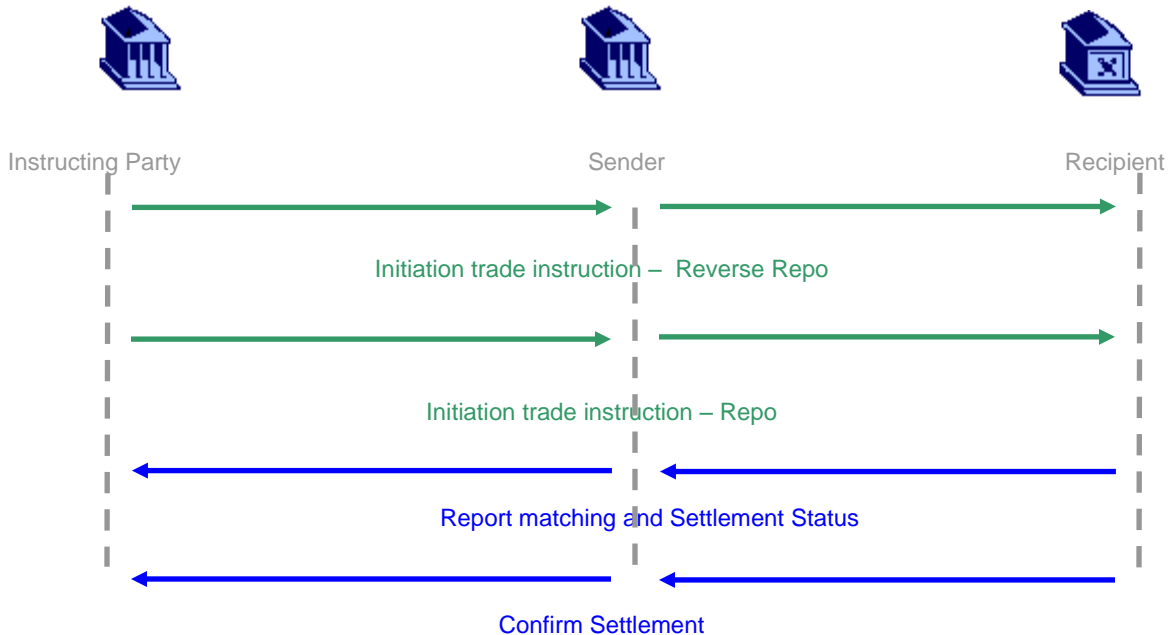 Instructing Party
Sender
Recipient
Initiation trade instruction –  Reverse Repo
Initiation trade instruction – Repo
Report matching and Settlement Status
Confirm Settlement